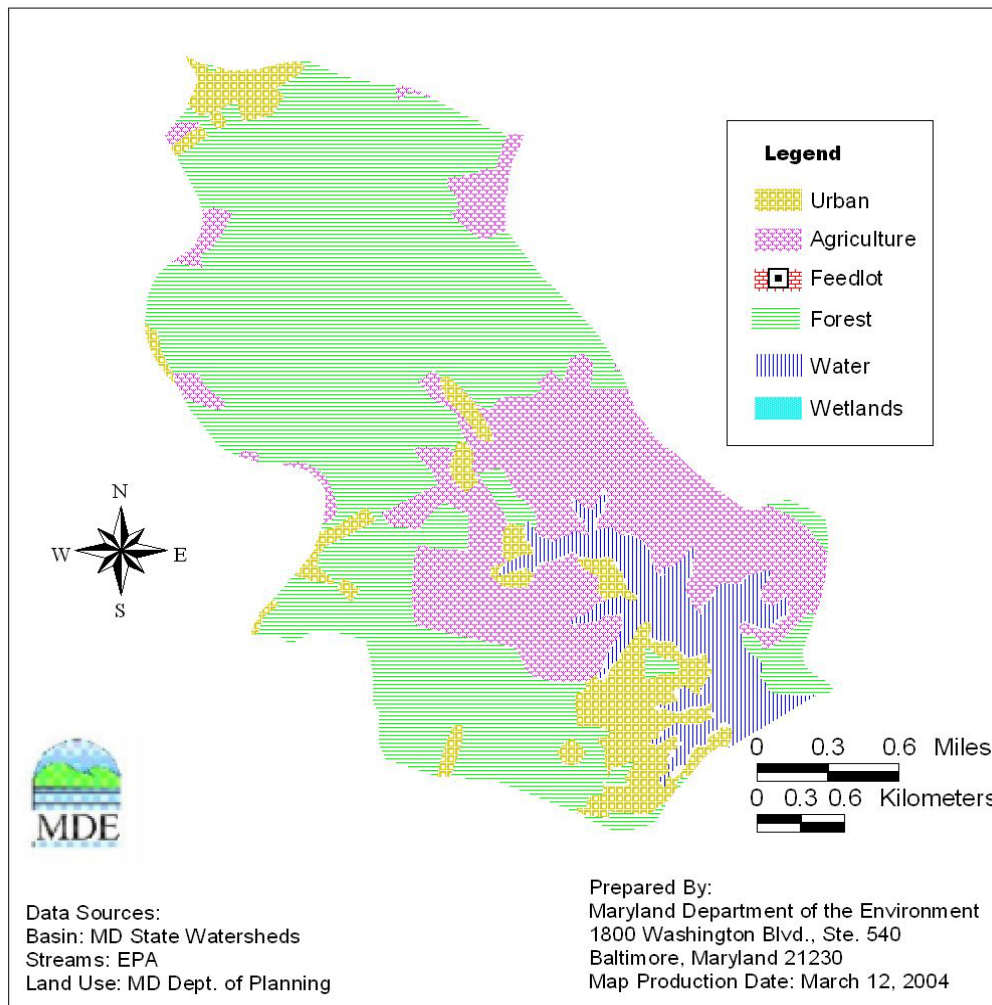 Legend
Urban
Agriculture
Feedlot
Forest
Water
Wetlands
N
W E
S
0 0.3 0.6 Miles
0 0.3 0.6 Kilometers
MDE
Data Sources:
Basin: MD State Watersheds
Streams: EPA
Land Use: MD Dept. of Planning
Prepared By:
Maryland Department of the Environment
1800 Washington Blvd., Ste. 540
Baltimore, Maryland 21230
Map Production Date: March 12, 2004